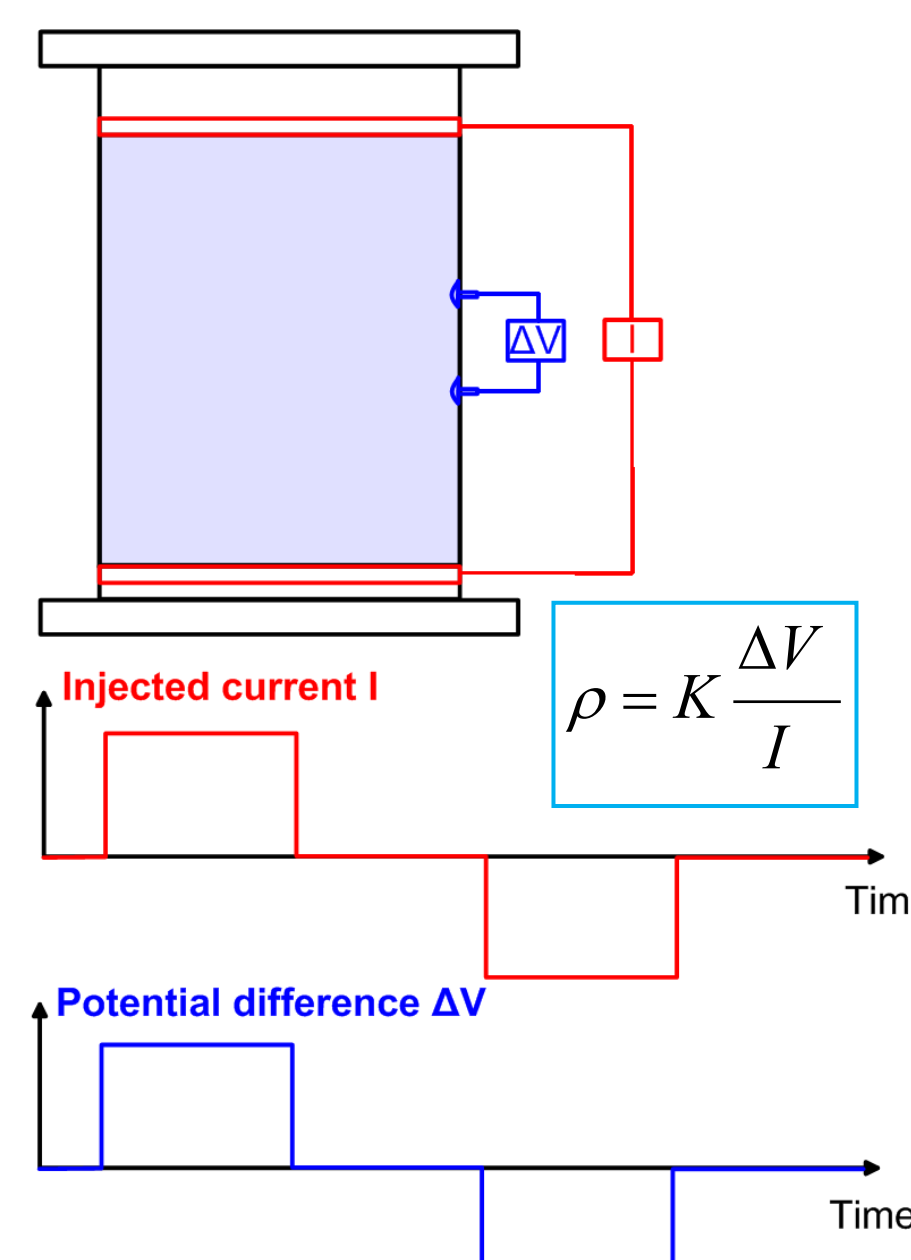 ΔV
I
ρ = K ΔV / I
Injected current I
Tim
Potential difference ΔV
Time